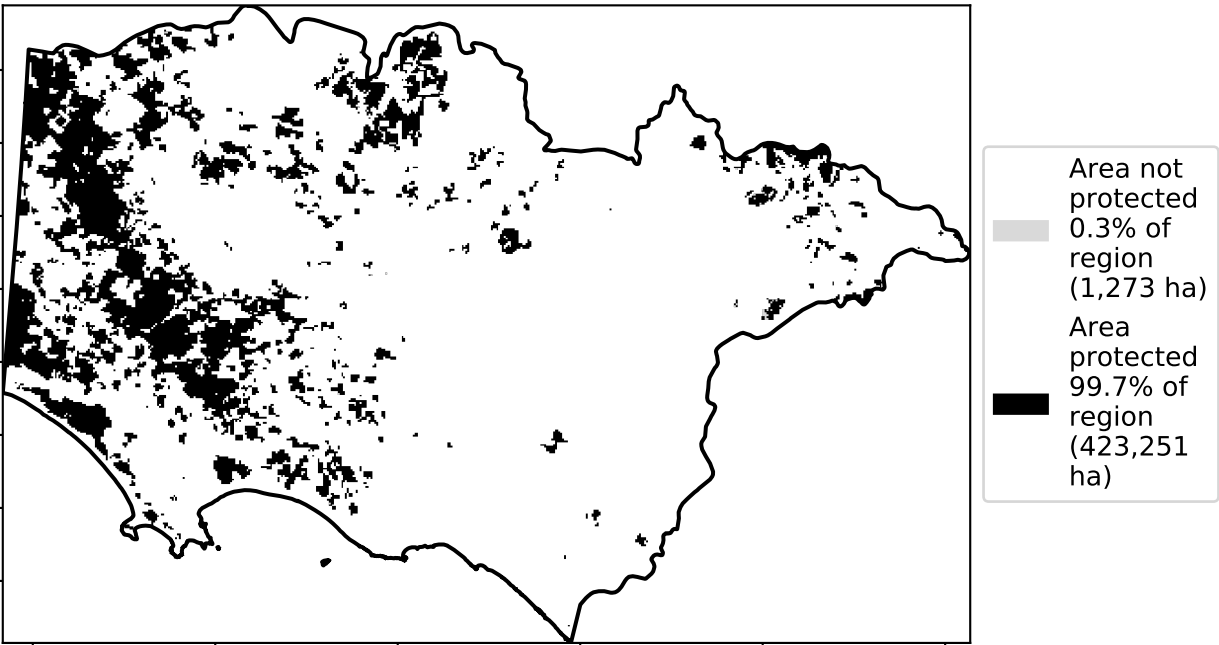 Area not
protected
0.3% of
region
(1,273 ha)
Area
protected
99.7% of
region
(423,251
ha)